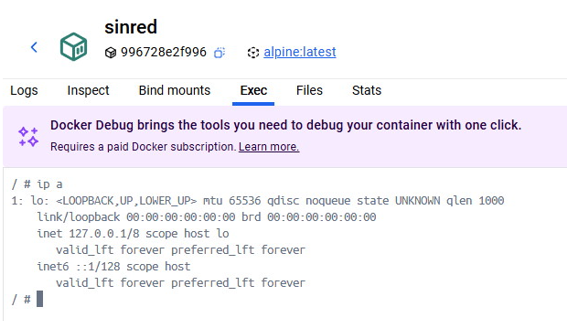 sinred
996728e2f996 alpine:latest
Logs Inspect Bind mounts Exec Files Stats
Docker Debug brings the tools you need to debug your container with one click.
Requires a paid Docker subscription. Learn more.
/ # ip a
1: lo: <LOOPBACK,UP,LOWER_UP> mtu 65536 qdisc noqueue state UNKNOWN qlen 1000
    link/loopback 00:00:00:00:00:00 brd 00:00:00:00:00:00
    inet 127.0.0.1/8 scope host lo
       valid_lft forever preferred_lft forever
    inet6 ::1/128 scope host
       valid_lft forever preferred_lft forever
/ #